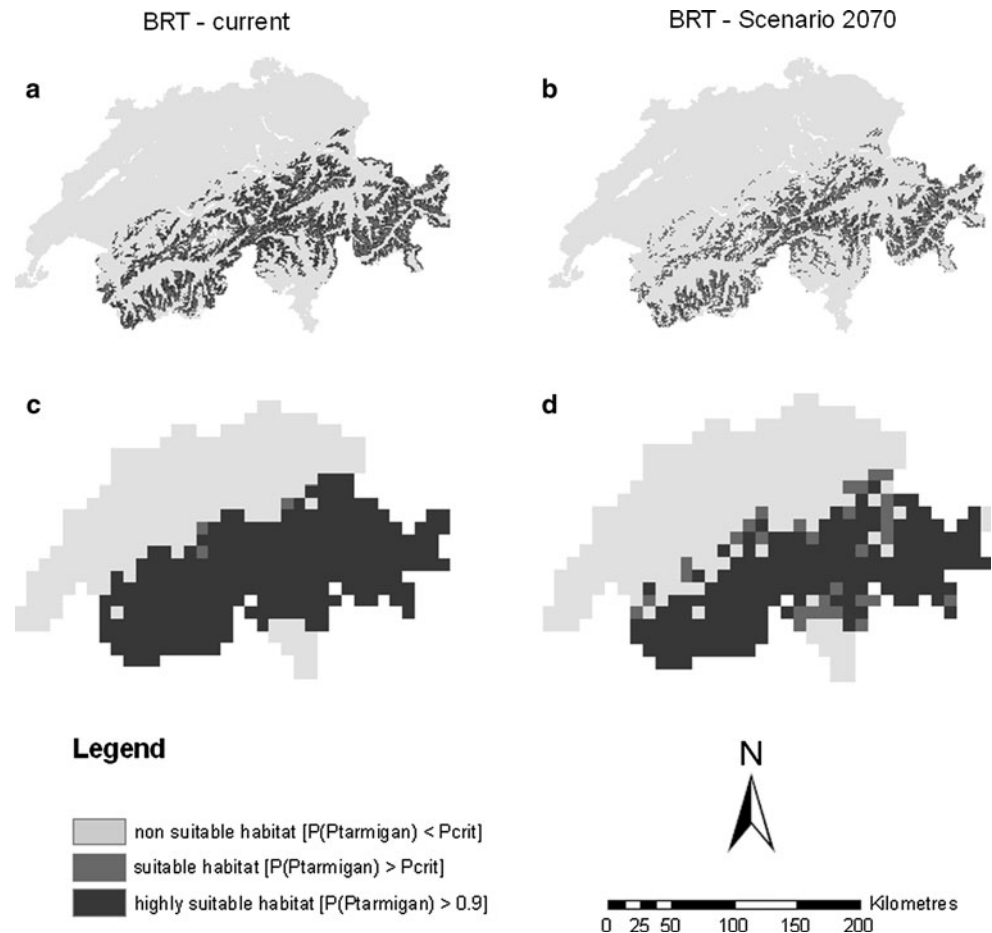 BRT - current
BRT - Scenario 2070
a
b
c
d
Legend
non suitable habitat [P(Ptarmigan) < Pcrit]
suitable habitat [P(Ptarmigan) > Pcrit]
highly suitable habitat [P(Ptarmigan) > 0.9]
N
Kilometres
0 25 50 100 150 200